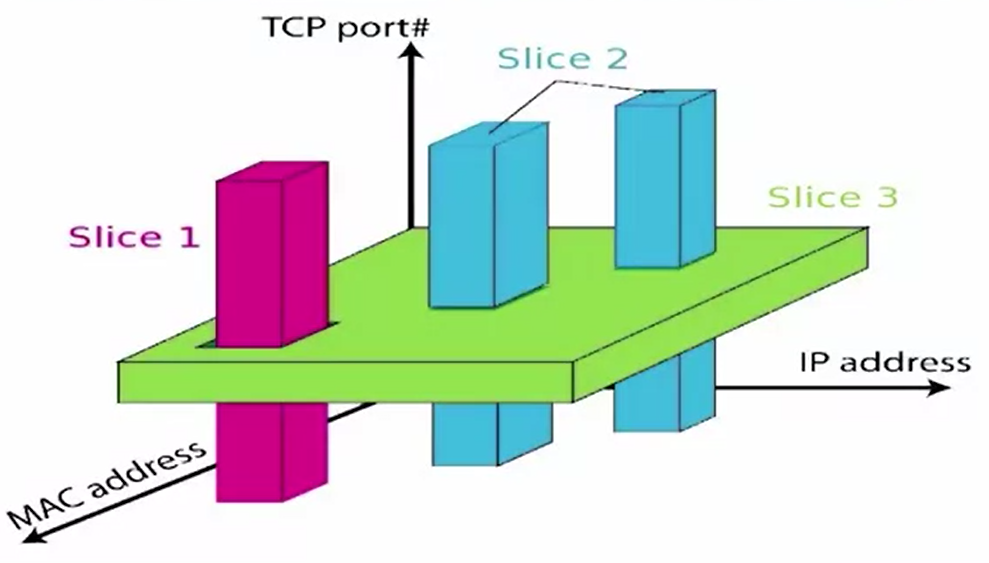 TCP port#
Slice 2
Slice 3
Slice 1
IP address
MAC address